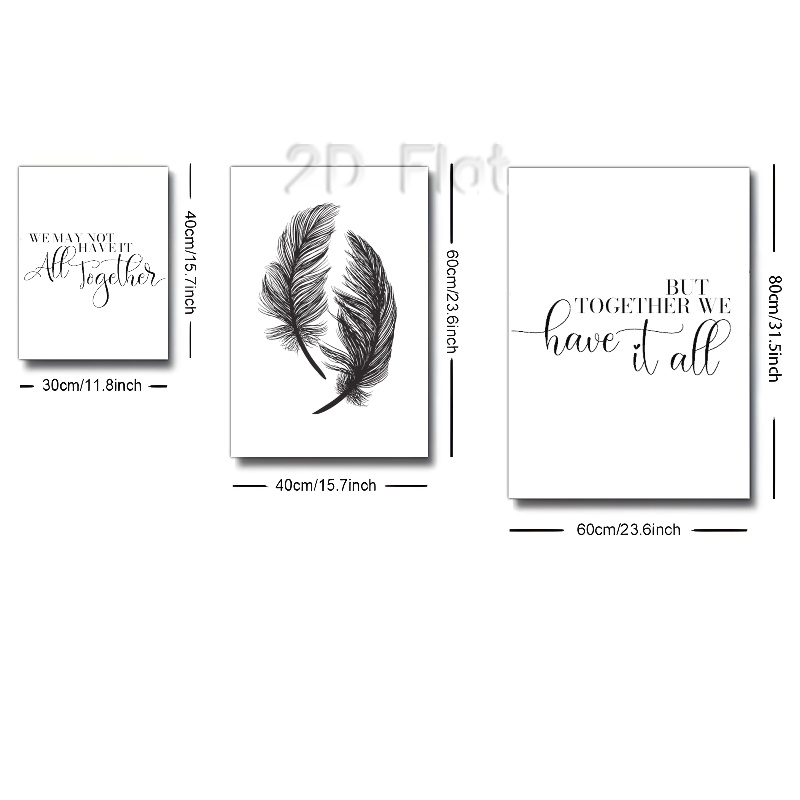 2D Flat
WE MAY NOT
HAVE IT
All Together
40cm/15.7inch
30cm/11.8inch
60cm/23.6inch
40cm/15.7inch
BUT
TOGETHER WE
have it all
80cm/31.5inch
60cm/23.6inch